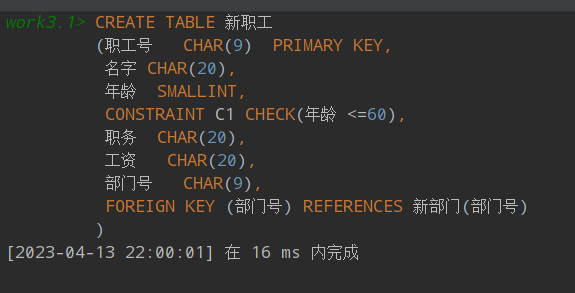 work3.1> CREATE TABLE 新职工
(职工号 CHAR(9) PRIMARY KEY,
名字 CHAR(20),
年龄 SMALLINT,
CONSTRAINT C1 CHECK(年龄 <=60),
职务 CHAR(20),
工资 CHAR(20),
部门号 CHAR(9),
FOREIGN KEY (部门号) REFERENCES 新部门(部门号)
)
[2023-04-13 22:00:01] 在 16 ms 内完成